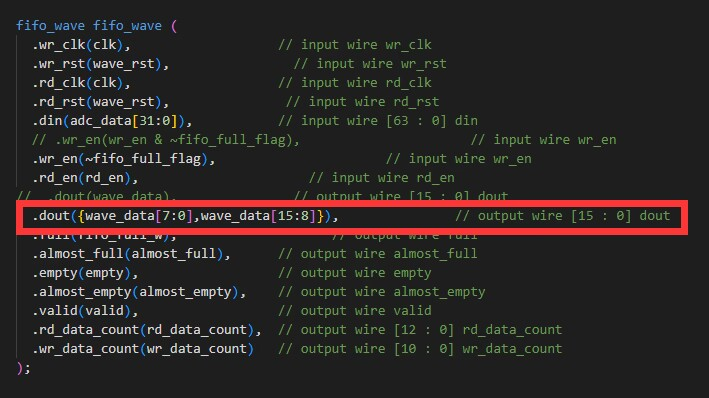 fifo_wave fifo_wave (
.wr_clk(clk), // input wire wr_clk
.wr_rst(wave_rst), // input wire wr_rst
.rd_clk(clk), // input wire rd_clk
.rd_rst(wave_rst), // input wire rd_rst
.din(adc_data[31:0]), // input wire [63 : 0] din
// .wr_en(wr_en & ~fifo_full_flag), // input wire wr_en
.wr_en(~fifo_full_flag), // input wire wr_en
.rd_en(rd_en), // input wire rd_en
// .dout(wave_data), // output wire [15 : 0] dout
.dout({wave_data[7:0],wave_data[15:8]}), // output wire [15 : 0] dout
.full(fifo_full_w), // output wire full
.almost_full(almost_full), // output wire almost_full
.empty(empty), // output wire empty
.almost_empty(almost_empty), // output wire almost_empty
.valid(valid), // output wire valid
.rd_data_count(rd_data_count), // output wire [12 : 0] rd_data_count
.wr_data_count(wr_data_count) // output wire [10 : 0] wr_data_count
);